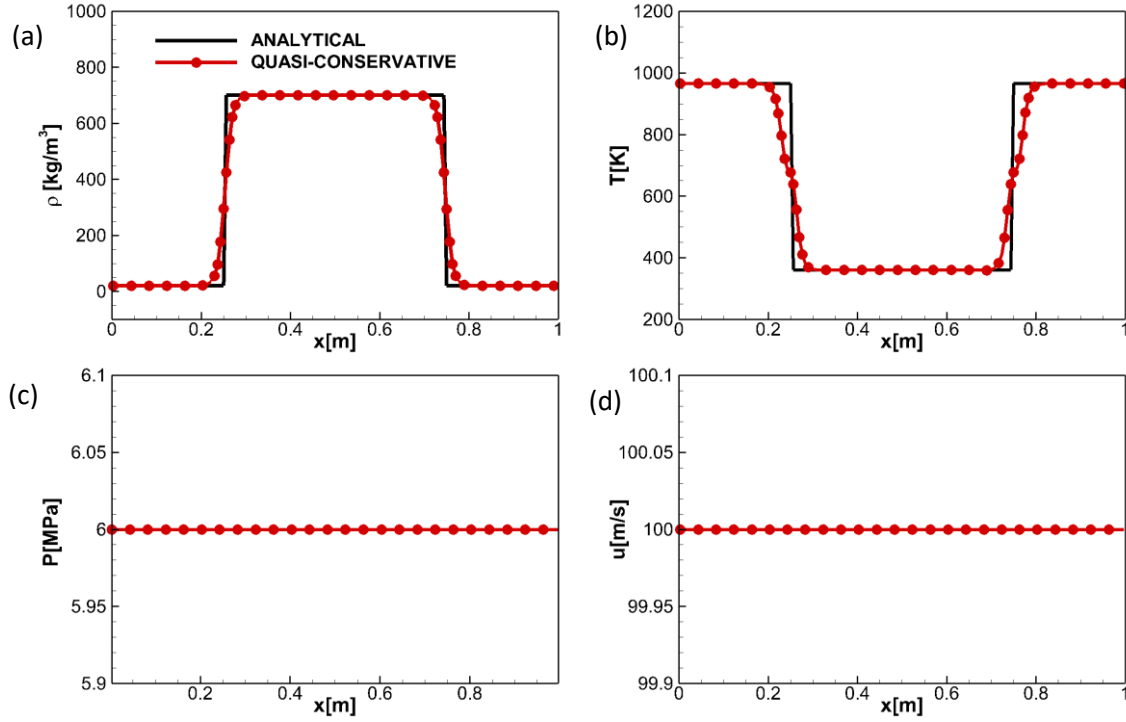 (a)
1000
800
600
400
200
0
ρ [kg/m³]
ANALYTICAL
QUASI-CONSERVATIVE
0 0.2 0.4 0.6 0.8 1
x[m]
(b)
1200
1000
800
600
400
200
T[K]
0 0.2 0.4 0.6 0.8 1
x[m]
(c)
6.1
6.05
6
5.95
5.9
P[MPa]
0.2 0.4 0.6 0.8
x[m]
(d)
100.1
100.05
100
99.95
99.9
u[m/s]
0 0.2 0.4 0.6 0.8 1
x[m]